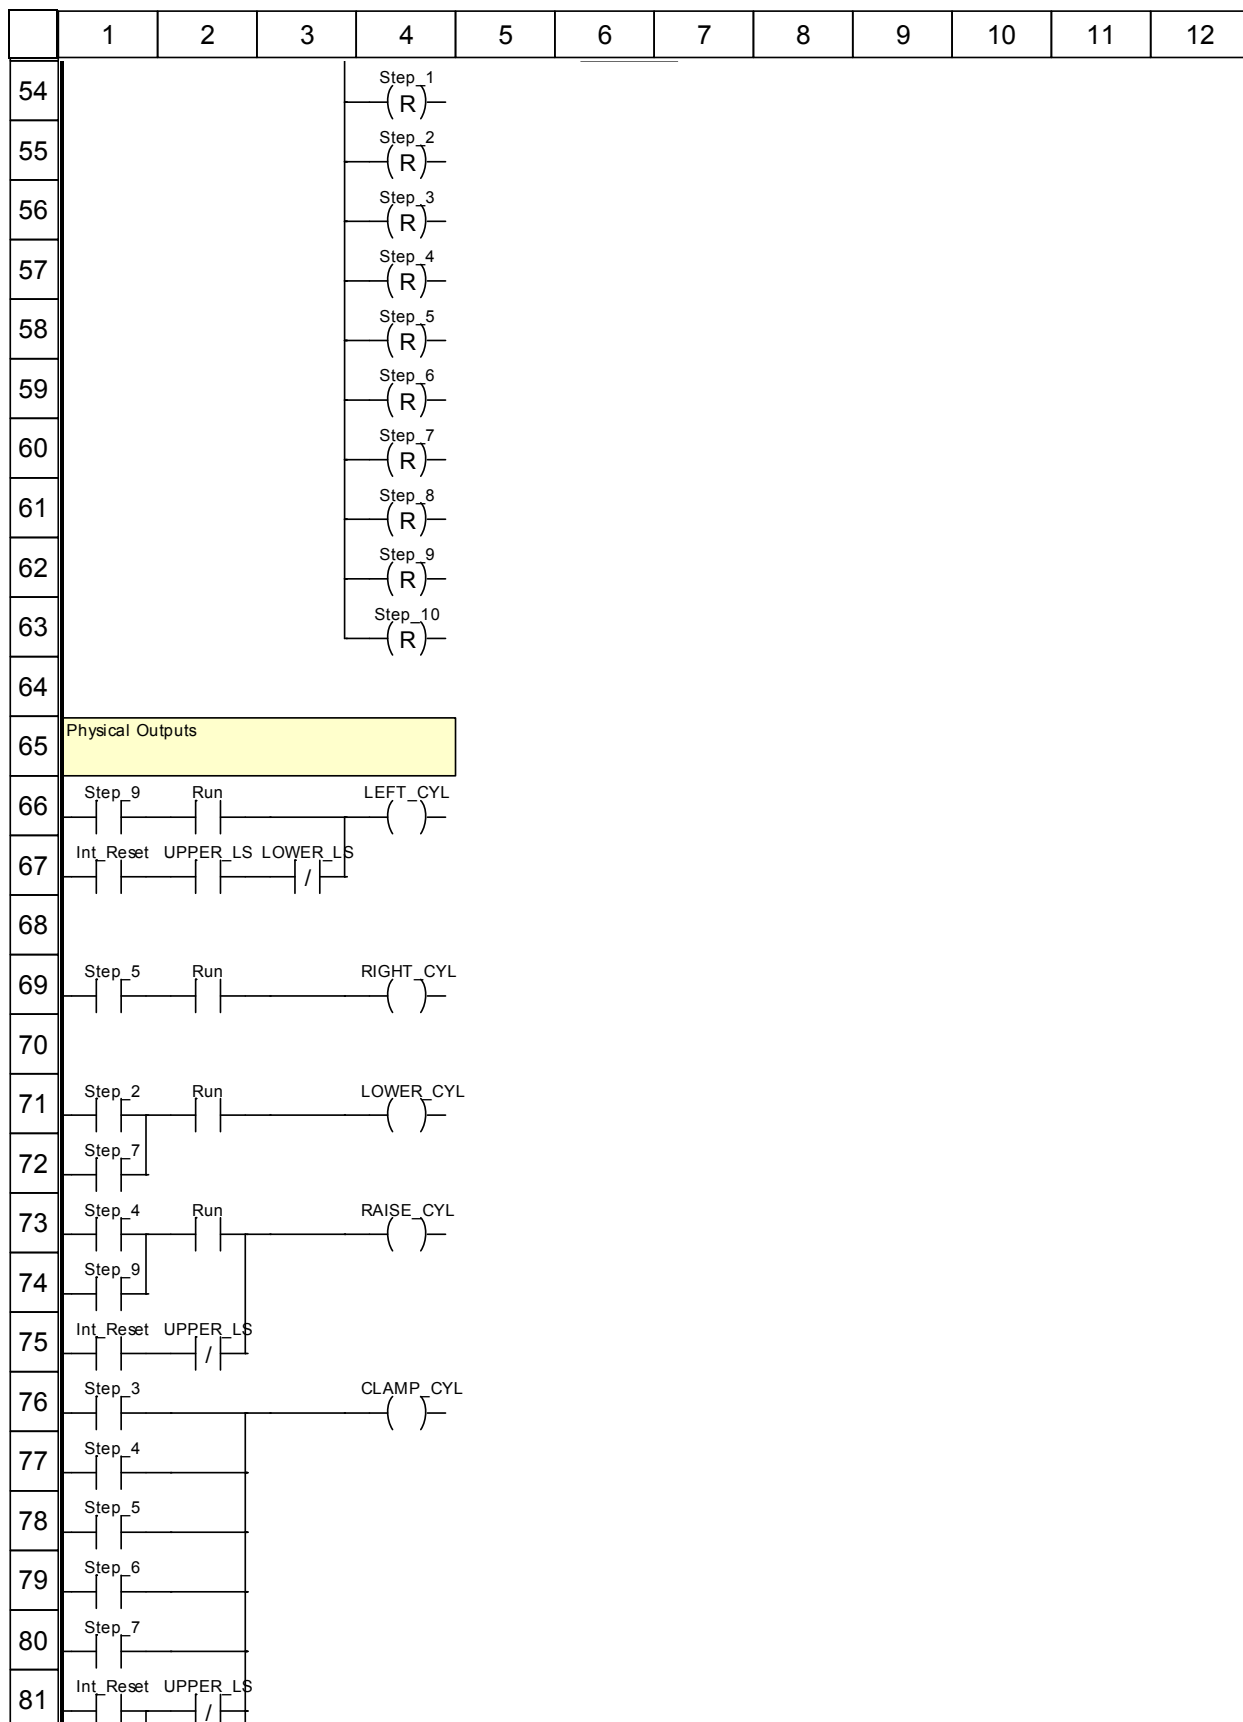 1 2 3 4 5 6 7 8 9 10 11 12
54 Step_1
(R)
55 Step_2
(R)
56 Step_3
(R)
57 Step_4
(R)
58 Step_5
(R)
59 Step_6
(R)
60 Step_7
(R)
61 Step_8
(R)
62 Step_9
(R)
63 Step_10
(R)
64
65 Physical Outputs
66 Step_9 Run LEFT_CYL
67 Int_Reset UPPER_LS LOWER_LS
/
68
69 Step_5 Run RIGHT_CYL
70
71 Step_2 Run LOWER_CYL
72 Step_7
73 Step_4 Run RAISE_CYL
74 Step_9
75 Int_Reset UPPER_LS
/
76 Step_3 CLAMP_CYL
77 Step_4
78 Step_5
79 Step_6
80 Step_7
81 Int_Reset UPPER_LS
/